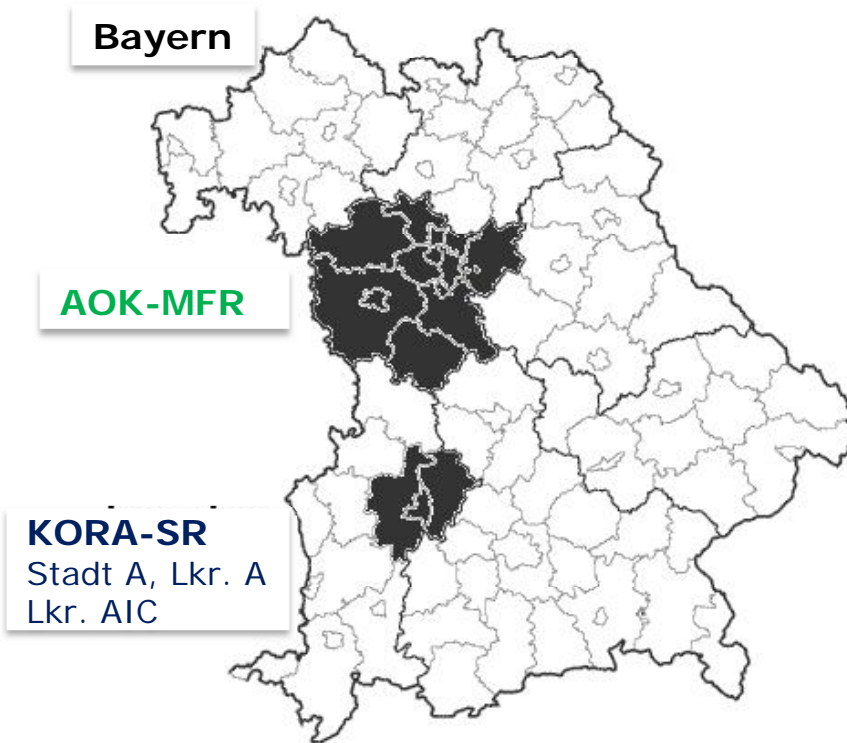 Bayern
AOK-MFR
KORA-SR
Stadt A, Lkr. A
Lkr. AIC